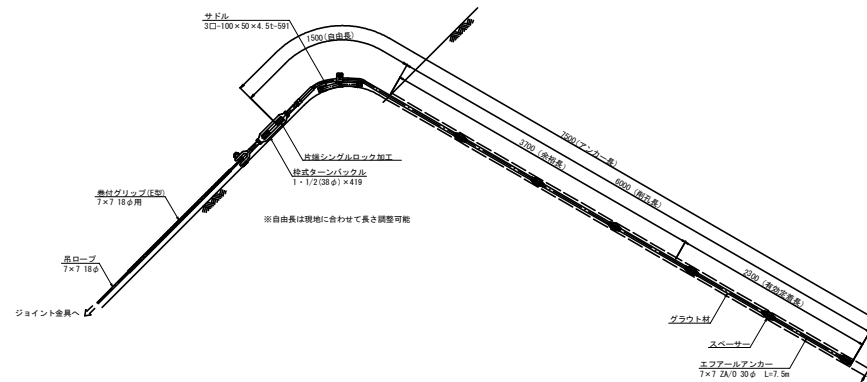 サドル
3□-100×50×4.5t-591
1500(自由長)
7500(アンカー長)
3700(余裕長)
6000(削孔長)
片端シングルロック加工
枠式ターンバックル
1・1/2(38φ)×419
巻付グリップ(E型)
7×7 18φ用
※自由長は現地に合わせて長さ調整可能
吊ロープ
7×7 18φ
ジョイント金具へ
2300(有効定着長)
グラウト材
スペーサー
エフアールアンカー
7×7 ZA/O 30φ L=7.5m